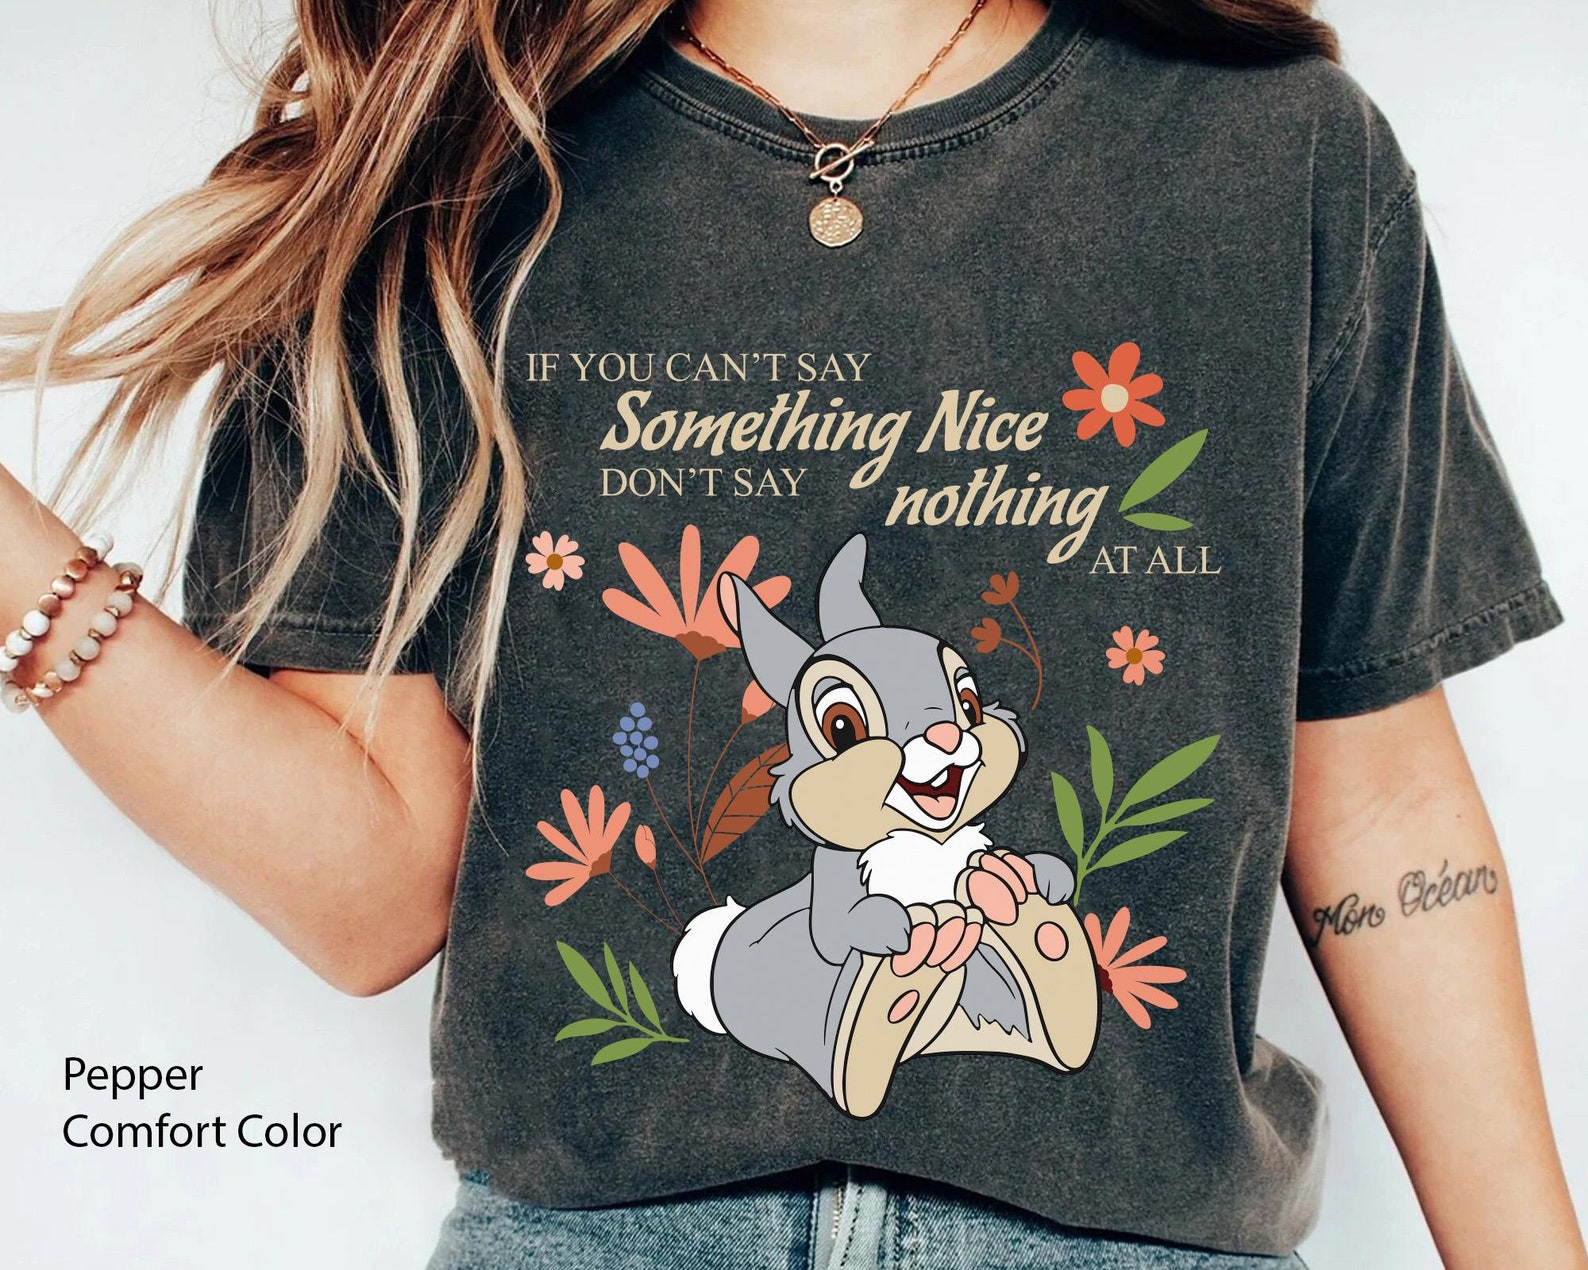 IF YOU CAN'T SAY
Something Nice
DON'T SAY
nothing
AT ALL
Mon Océan
Pepper
Comfort Color